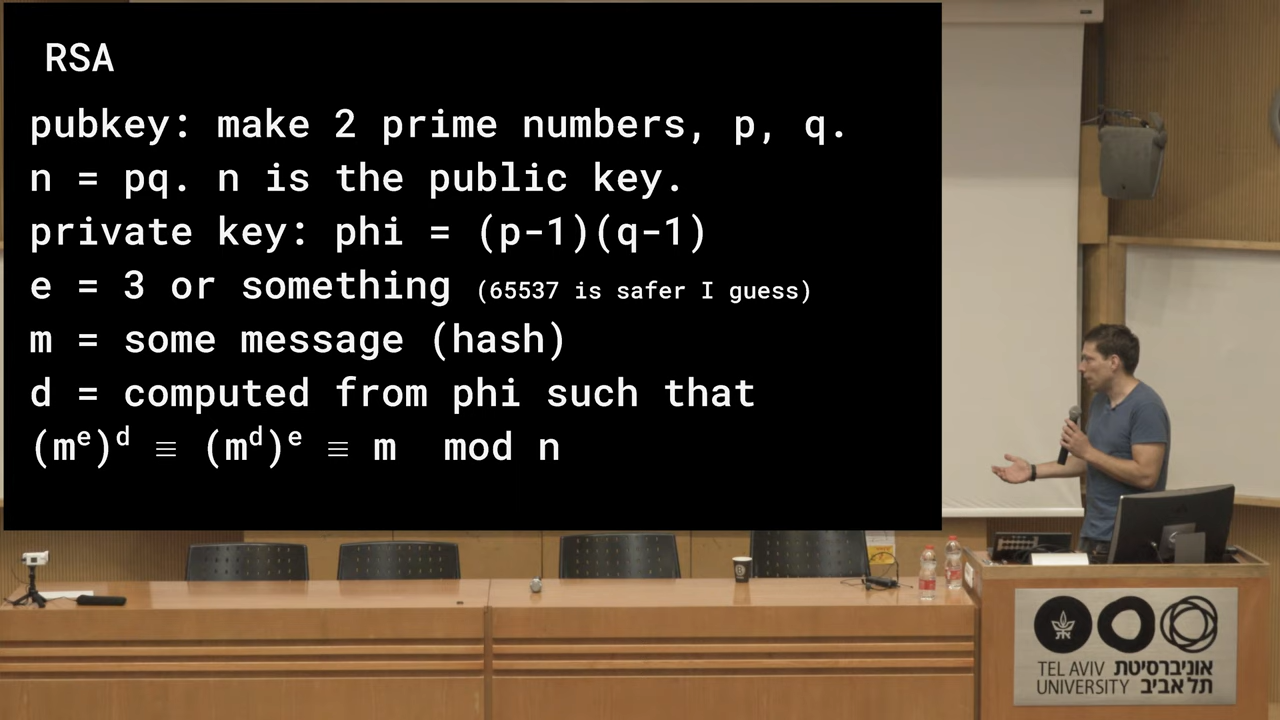 RSA
pubkey: make 2 prime numbers, p, q.
n = pq. n is the public key.
private key: phi = (p-1)(q-1)
e = 3 or something (65537 is safer I guess)
m = some message (hash)
d = computed from phi such that
(mᵉ)ᵈ ≡ (mᵈ)ᵉ ≡ m mod n
TEL AVIV אוניברסיטת
UNIVERSITY תל אביב